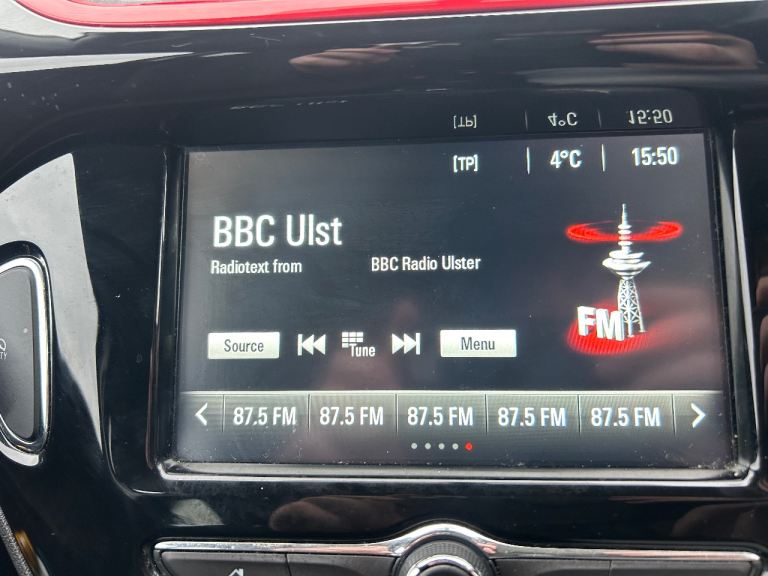 [TP] | 4°C | 15:50
BBC Ulst
Radiotext from BBC Radio Ulster
FM
Source Tune Menu
87.5 FM 87.5 FM 87.5 FM 87.5 FM 87.5 FM